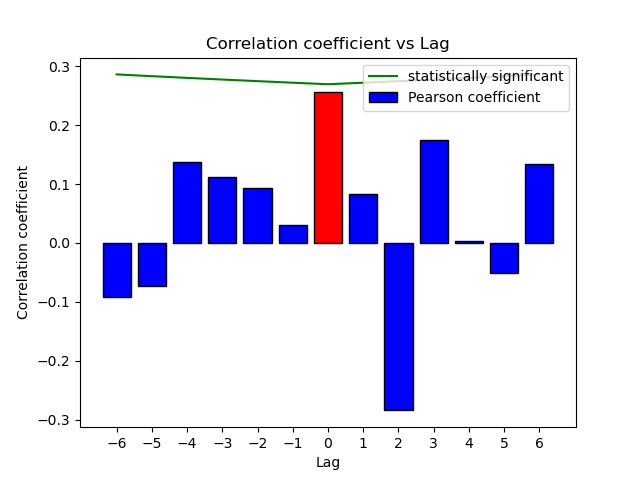 Correlation coefficient vs Lag
statistically significant
Pearson coefficient
Correlation coefficient
0.3
0.2
0.1
0.0
−0.1
−0.2
−0.3
−6 −5 −4 −3 −2 −1 0 1 2 3 4 5 6
Lag